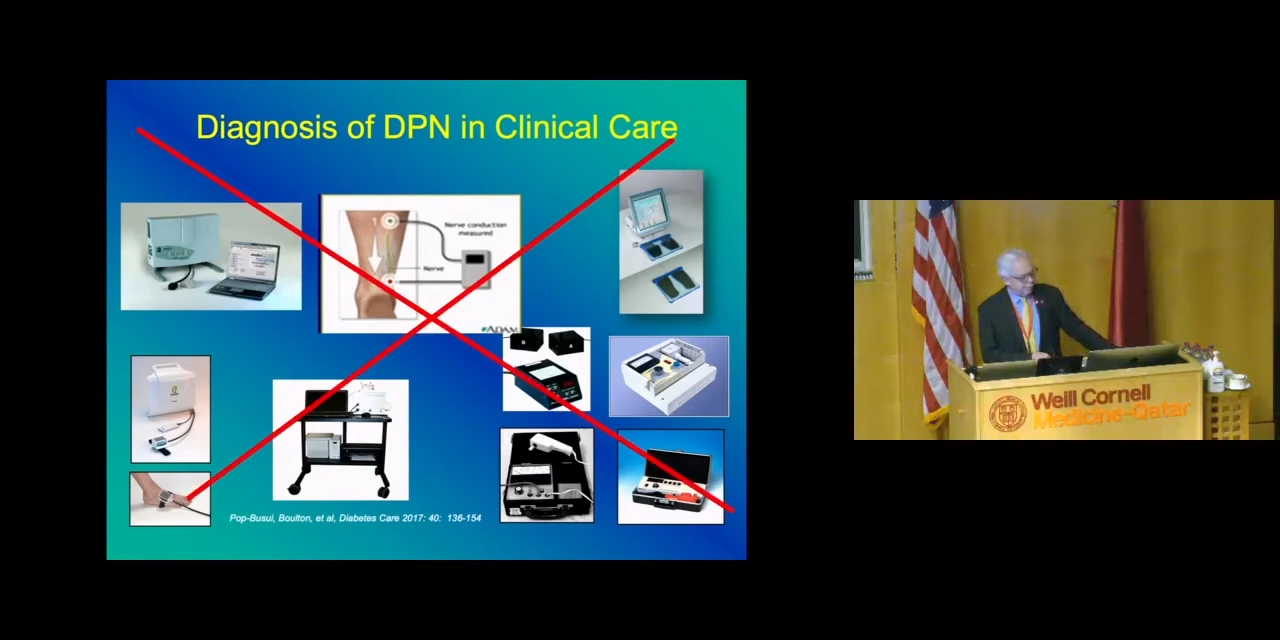 Diagnosis of DPN in Clinical Care
Nerve conduction
measured
Nerve
ADAM
B
A
Pop-Busui, Boulton, et al, Diabetes Care 2017: 40: 136-154
Weill Cornell
Medicine-Qatar